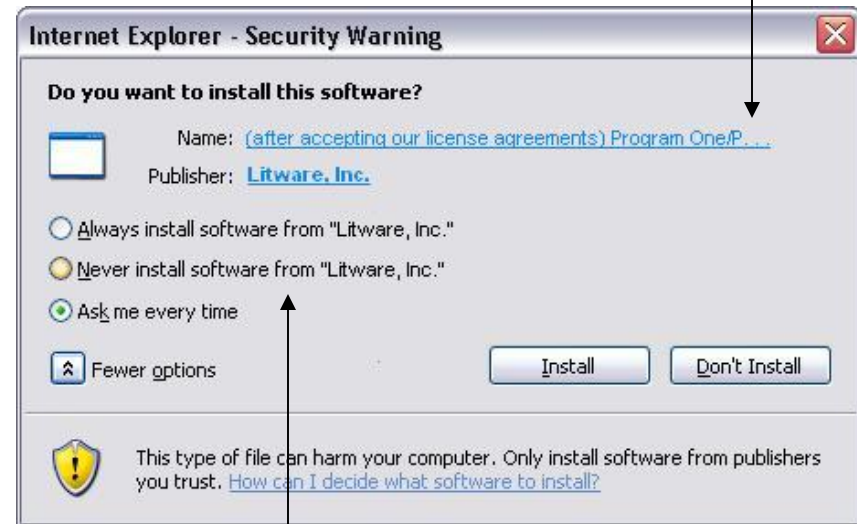 Internet Explorer - Security Warning
Do you want to install this software?
Name: (after accepting our license agreements) Program One/P. . .
Publisher: Litware, Inc.
Always install software from "Litware, Inc."
Never install software from "Litware, Inc."
Ask me every time
Fewer options
Install
Don't Install
This type of file can harm your computer. Only install software from publishers
you trust. How can I decide what software to install?